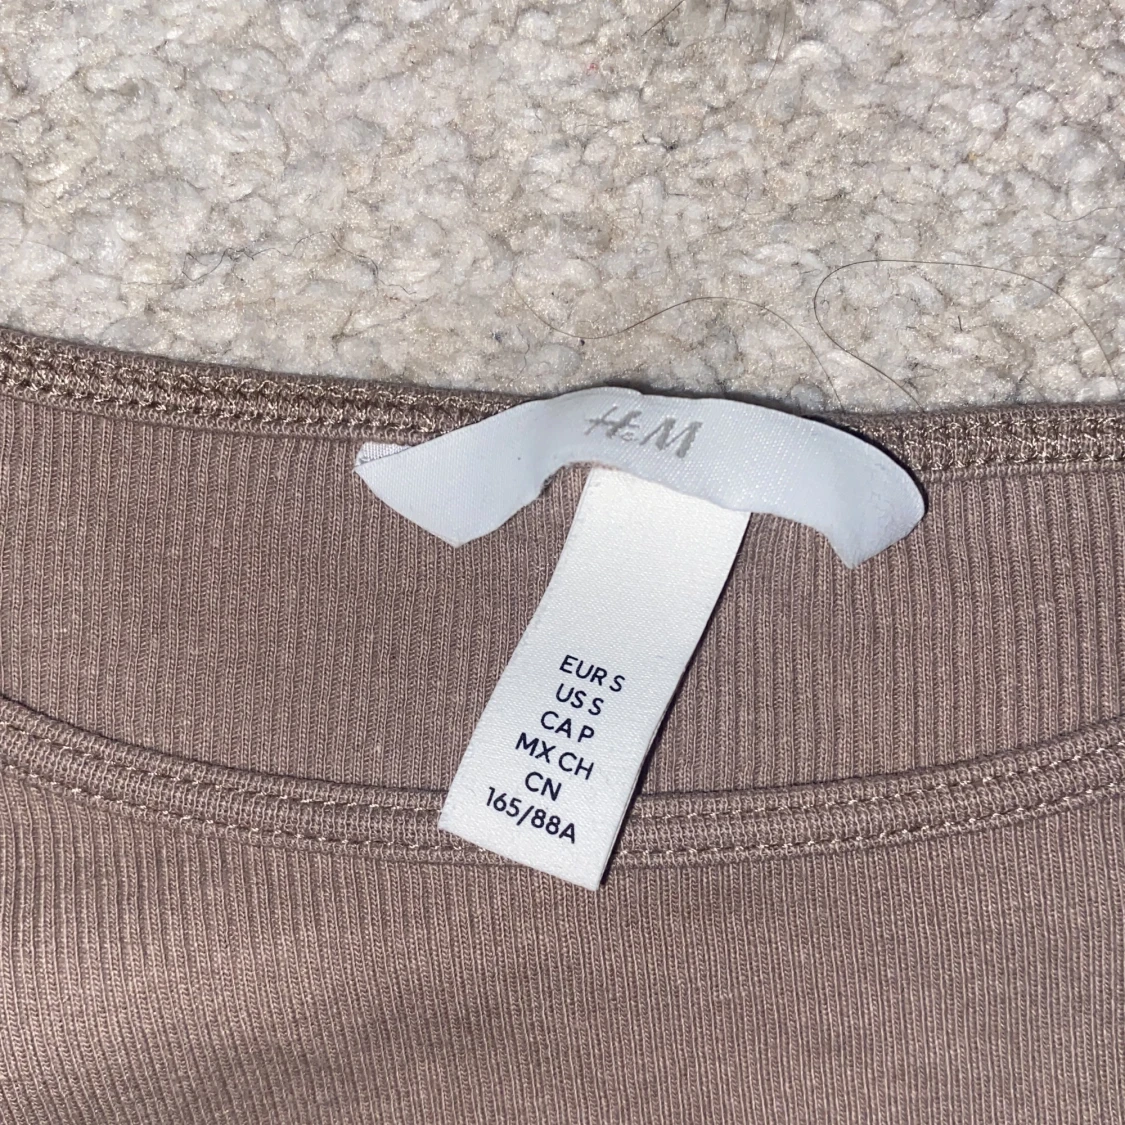 H&M
EUR S
US S
CA P
MX CH
CN
165/88A